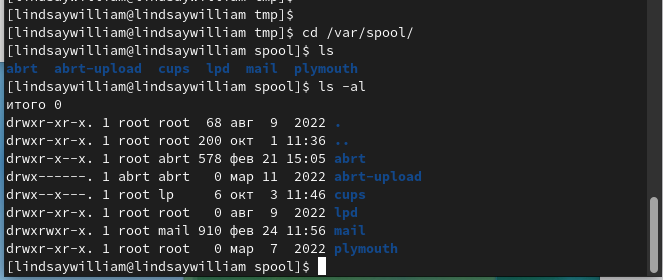 [lindsaywilliam@lindsaywilliam tmp]$
[lindsaywilliam@lindsaywilliam tmp]$ cd /var/spool/
[lindsaywilliam@lindsaywilliam spool]$ ls
abrt  abrt-upload  cups  lpd  mail  plymouth
[lindsaywilliam@lindsaywilliam spool]$ ls -al
итого 0
drwxr-xr-x. 1 root root  68 авг  9  2022 .
drwxr-xr-x. 1 root root 200 окт  1 11:36 ..
drwxr-x--x. 1 root abrt 578 фев 21 15:05 abrt
drwx------. 1 abrt abrt   0 мар 11  2022 abrt-upload
drwx--x---. 1 root lp     6 окт  3 11:46 cups
drwxr-xr-x. 1 root root   0 авг  9  2022 lpd
drwxrwxr-x. 1 root mail 910 фев 24 11:56 mail
drwxr-xr-x. 1 root root   0 мар  7  2022 plymouth
[lindsaywilliam@lindsaywilliam spool]$